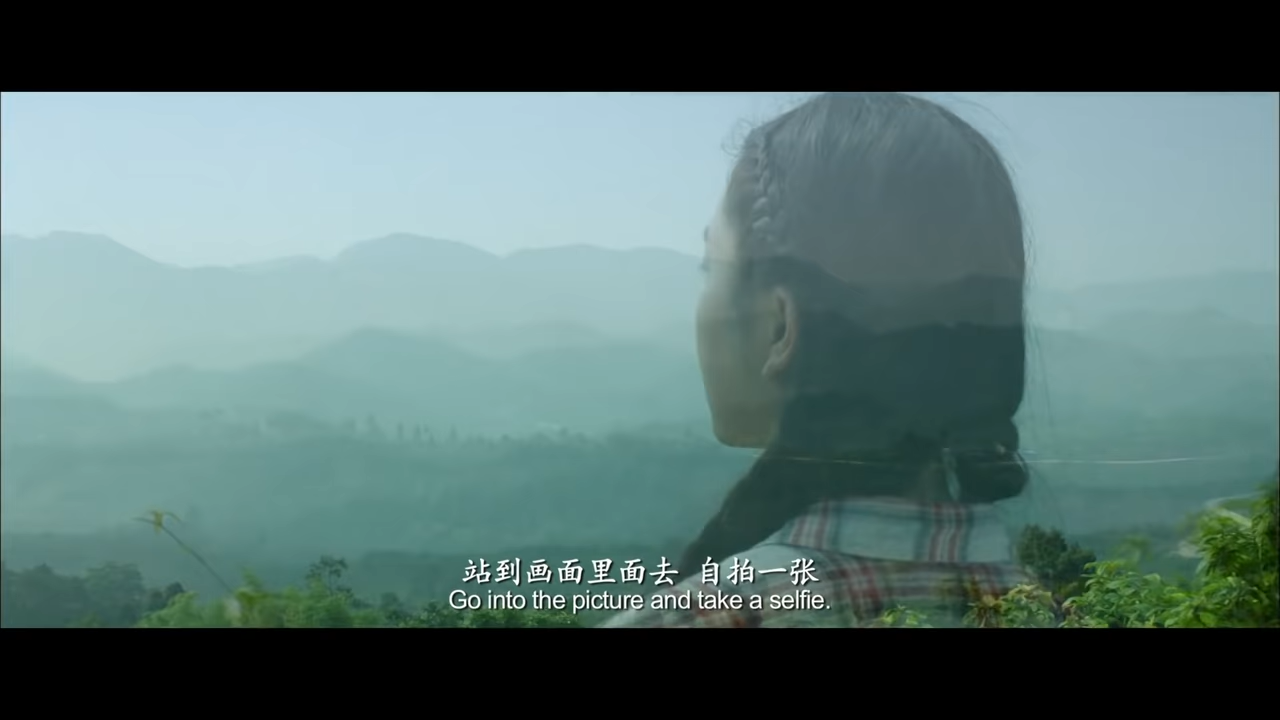 站到画面里面去 自拍一张
Go into the picture and take a selfie.